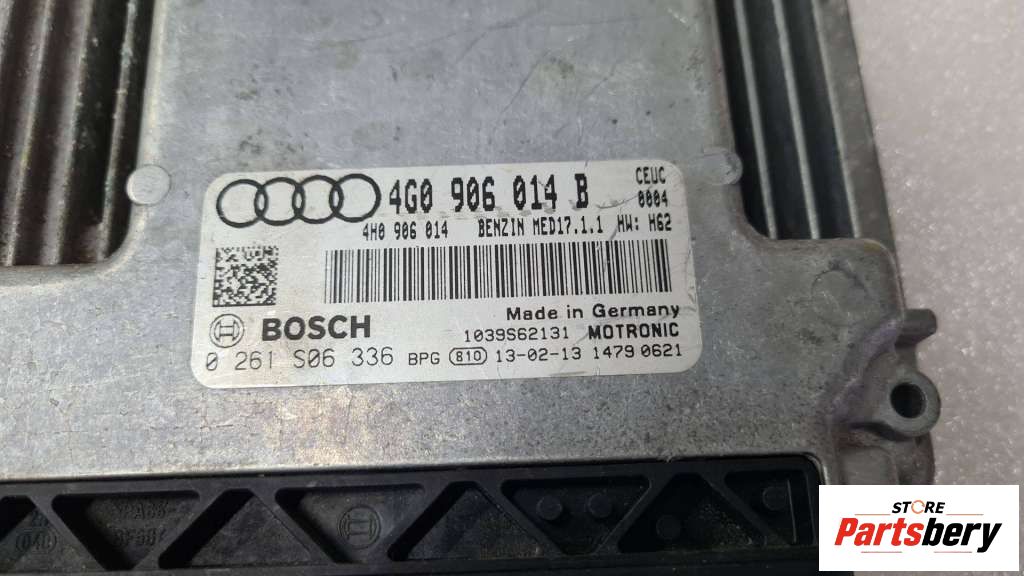 4G0 906 014 B CEUC
0004
4H0 906 014 BENZIN MED17.1.1 HW: H62
Made in Germany
BOSCH 1039S62131 MOTRONIC
0 261 S06 336 BPG 810 13-02-13 1479 0621
STORE
Partsbery